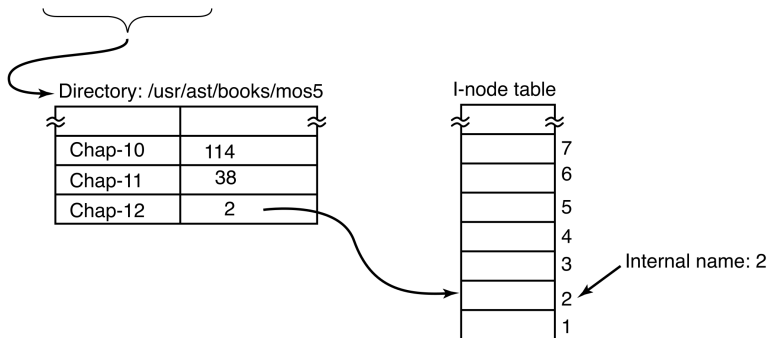 Directory: /usr/ast/books/mos5
I-node table
Chap-10 114
Chap-11 38
Chap-12 2
7
6
5
4
3
2
1
Internal name: 2